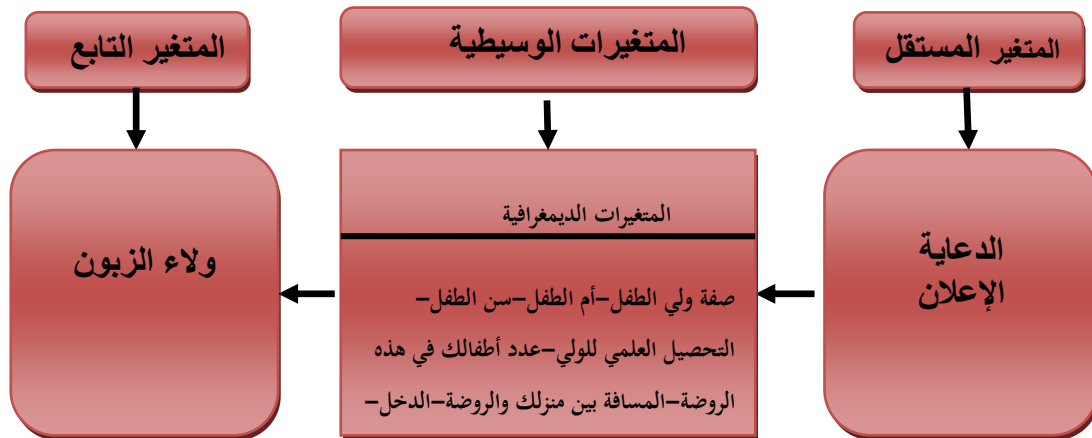 المتغير المستقل
المتغيرات الوسيطية
المتغير التابع
الدعاية
الإعلان
المتغيرات الديمغرافية
صفة ولي الطفل–أم الطفل–سن الطفل–
التحصيل العلمي للولي–عدد أطفالك في هذه
الروضة–المسافة بين منزلك والروضة–الدخل–
ولاء الزبون